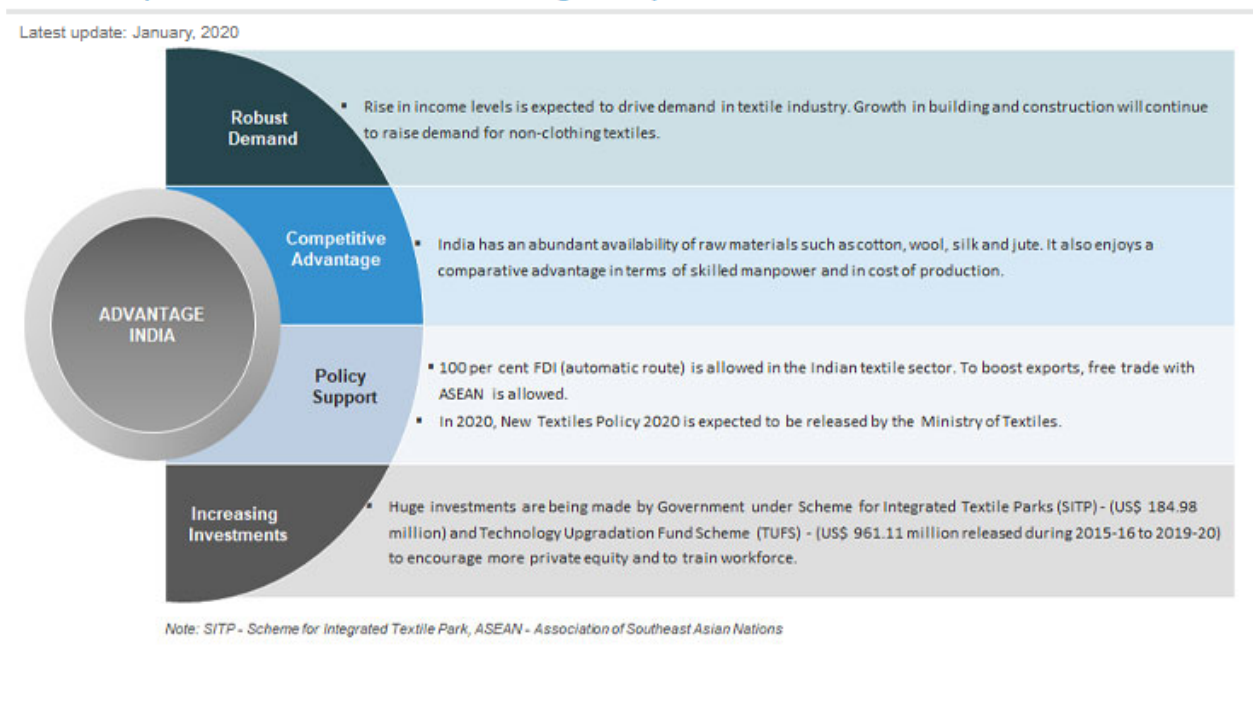 Latest update: January, 2020
Robust
Demand
▪ Rise in income levels is expected to drive demand in textile industry. Growth in building and construction will continue
to raise demand for non-clothing textiles.
Competitive
Advantage
▪ India has an abundant availability of raw materials such as cotton, wool, silk and jute. It also enjoys a
comparative advantage in terms of skilled manpower and in cost of production.
ADVANTAGE
INDIA
Policy
Support
▪ 100 per cent FDI (automatic route) is allowed in the Indian textile sector. To boost exports, free trade with
ASEAN is allowed.
▪ In 2020, New Textiles Policy 2020 is expected to be released by the Ministry of Textiles.
Increasing
Investments
▪ Huge investments are being made by Government under Scheme for Integrated Textile Parks (SITP) - (US$ 184.98
million) and Technology Upgradation Fund Scheme (TUFS) - (US$ 961.11 million released during 2015-16 to 2019-20)
to encourage more private equity and to train workforce.
Note: SITP - Scheme for Integrated Textile Park, ASEAN - Association of Southeast Asian Nations